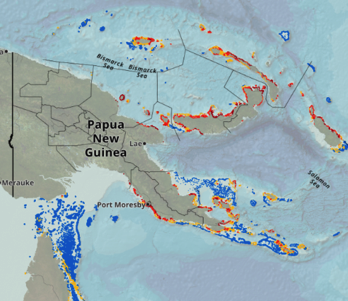 Bismarck
Sea
Bismarck
Sea
Papua
New
Guinea
Lae
Merauke
Solomon
Sea
Port Moresby